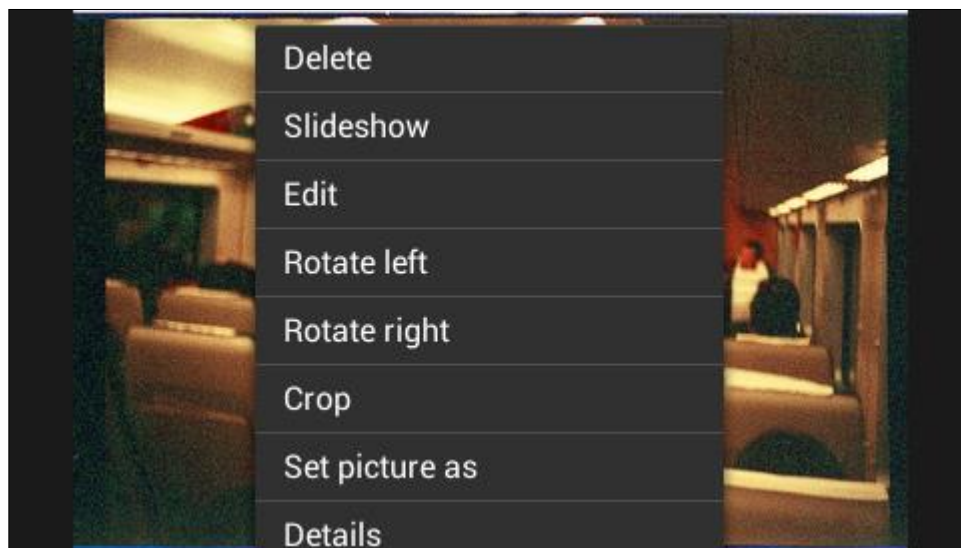 Delete
Slideshow
Edit
Rotate left
Rotate right
Crop
Set picture as
Details